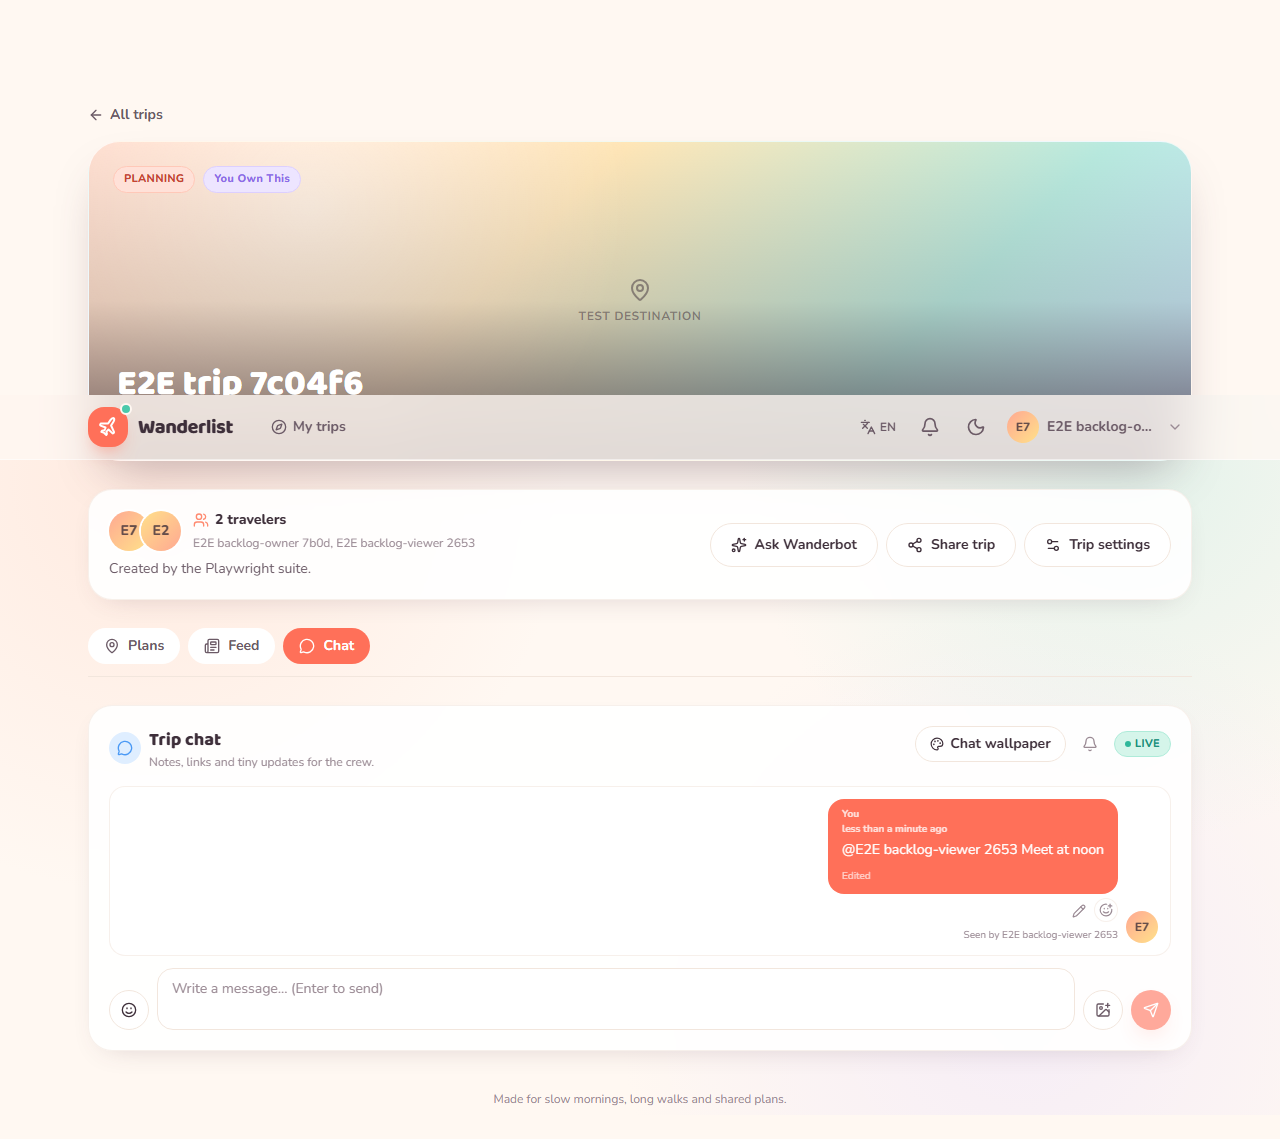 All trips
PLANNING
You Own This
TEST DESTINATION
E2E trip 7c04f6
Wanderlist
My trips
EN
E7
E2E backlog-o...
E7
E2
2 travelers
E2E backlog-owner 7b0d, E2E backlog-viewer 2653
Created by the Playwright suite.
Ask Wanderbot
Share trip
Trip settings
Plans
Feed
Chat
Trip chat
Notes, links and tiny updates for the crew.
Chat wallpaper
LIVE
You
less than a minute ago
@E2E backlog-viewer 2653 Meet at noon
Edited
Seen by E2E backlog-viewer 2653
E7
Write a message... (Enter to send)
Made for slow mornings, long walks and shared plans.